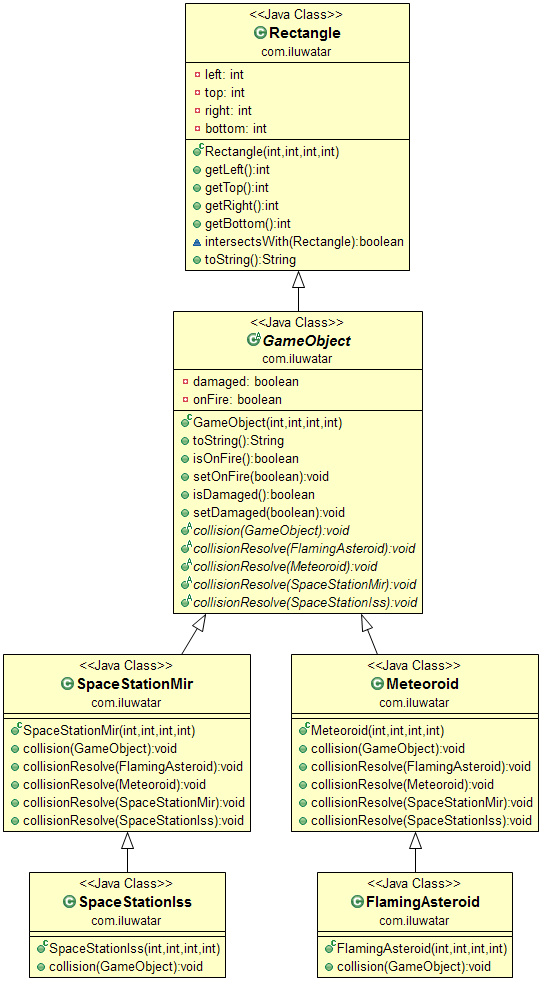 <<Java Class>>
Rectangle
com.iluwatar
left: int
top: int
right: int
bottom: int
Rectangle(int,int,int,int)
getLeft():int
getTop():int
getRight():int
getBottom():int
intersectsWith(Rectangle):boolean
toString():String
<<Java Class>>
GameObject
com.iluwatar
damaged: boolean
onFire: boolean
GameObject(int,int,int,int)
toString():String
isOnFire():boolean
setOnFire(boolean):void
isDamaged():boolean
setDamaged(boolean):void
collision(GameObject):void
collisionResolve(FlamingAsteroid):void
collisionResolve(Meteoroid):void
collisionResolve(SpaceStationMir):void
collisionResolve(SpaceStationIss):void
<<Java Class>>
SpaceStationMir
com.iluwatar
SpaceStationMir(int,int,int,int)
collision(GameObject):void
collisionResolve(FlamingAsteroid):void
collisionResolve(Meteoroid):void
collisionResolve(SpaceStationMir):void
collisionResolve(SpaceStationIss):void
<<Java Class>>
Meteoroid
com.iluwatar
Meteoroid(int,int,int,int)
collision(GameObject):void
collisionResolve(FlamingAsteroid):void
collisionResolve(Meteoroid):void
collisionResolve(SpaceStationMir):void
collisionResolve(SpaceStationIss):void
<<Java Class>>
SpaceStationIss
com.iluwatar
SpaceStationIss(int,int,int,int)
collision(GameObject):void
<<Java Class>>
FlamingAsteroid
com.iluwatar
FlamingAsteroid(int,int,int,int)
collision(GameObject):void